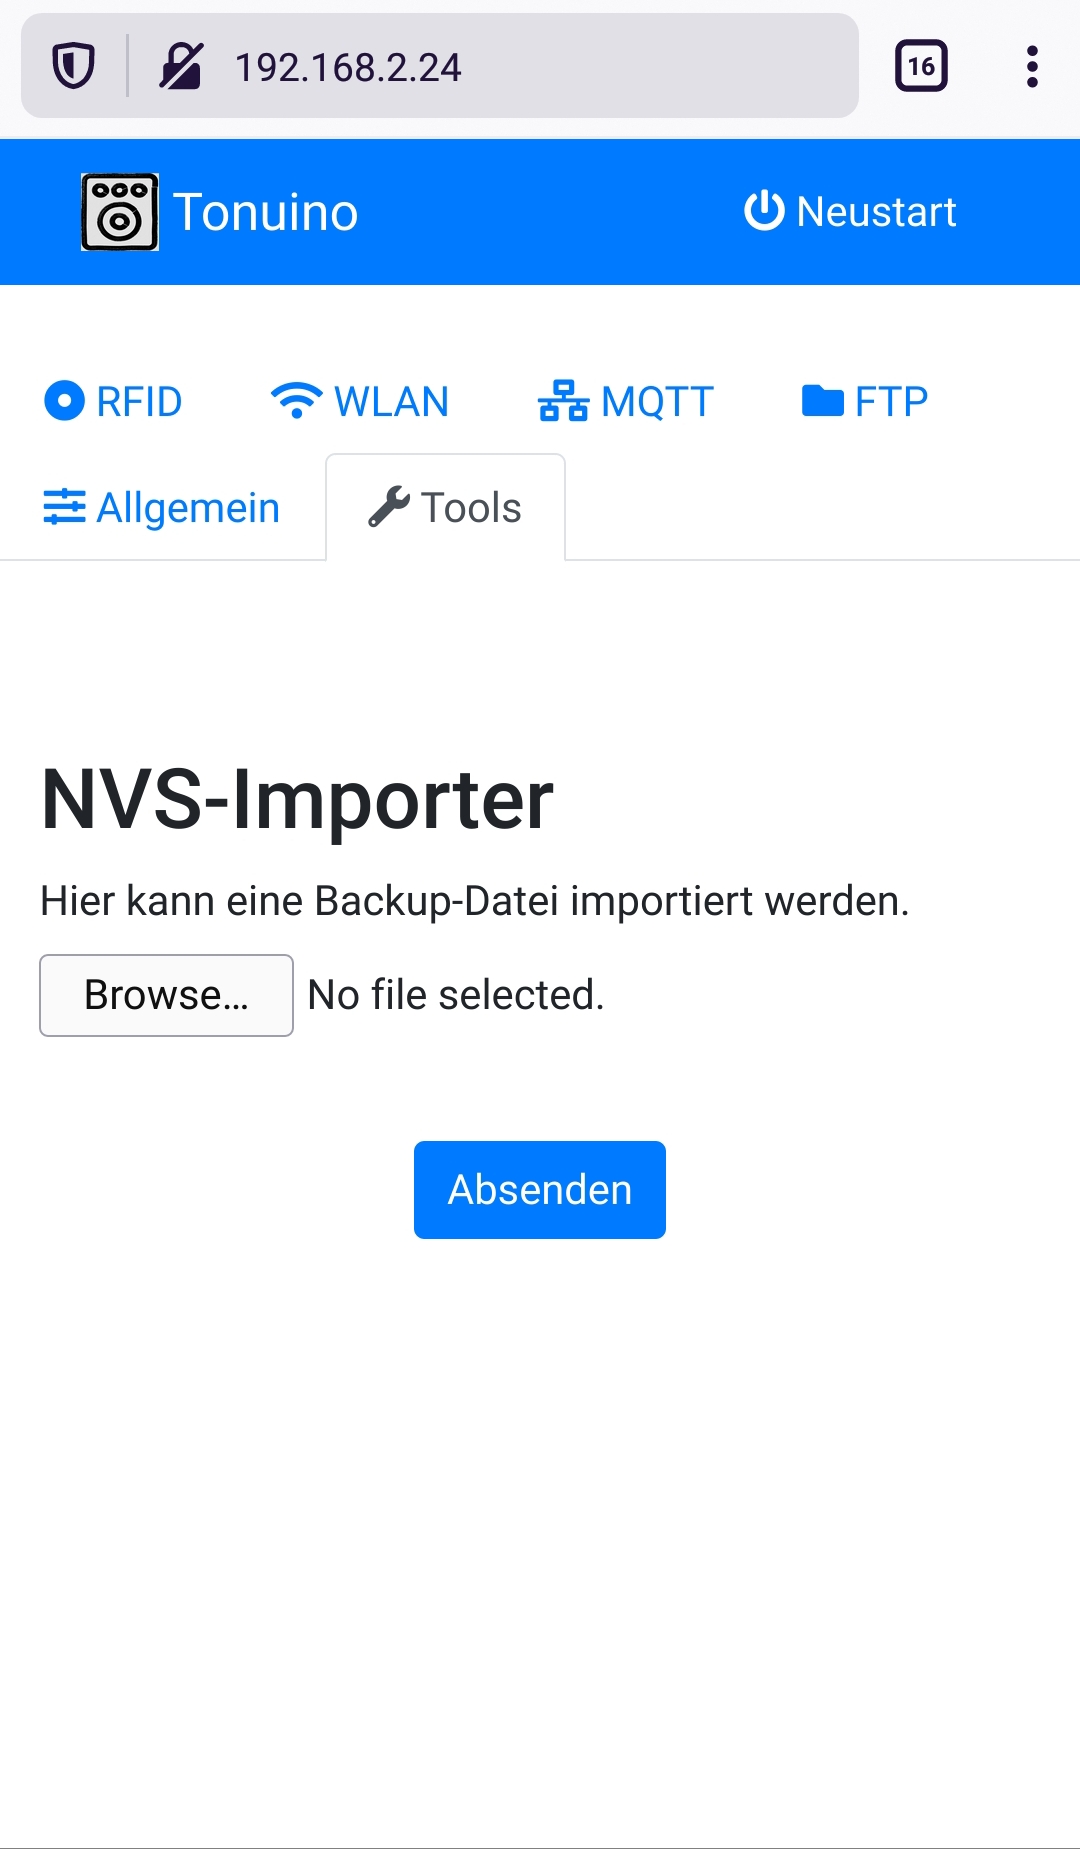 192.168.2.24
16
Tonuino
Neustart
RFID WLAN MQTT FTP
Allgemein Tools
NVS-Importer
Hier kann eine Backup-Datei importiert werden.
Browse… No file selected.
Absenden